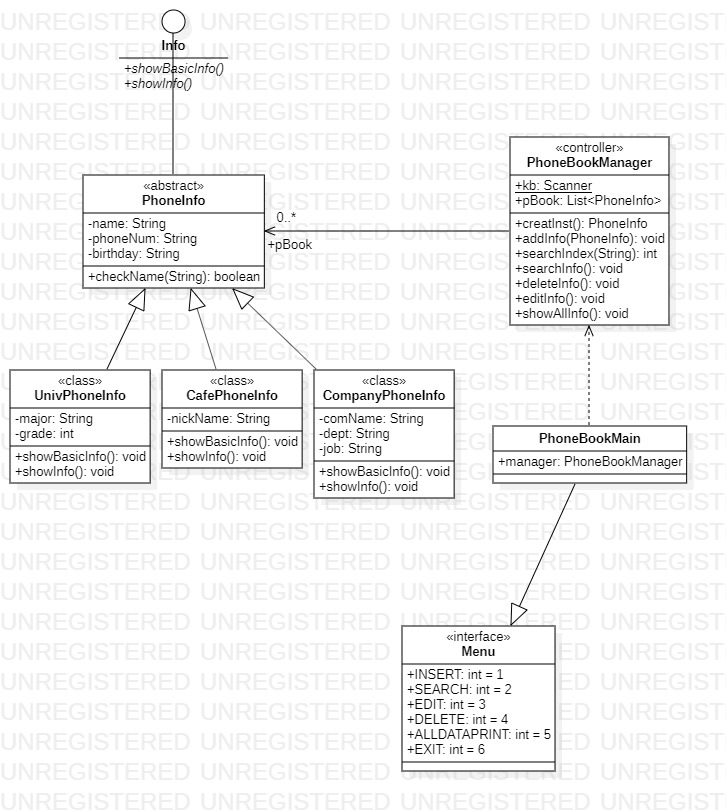 Info
+showBasicInfo()
+showInfo()
«abstract»
PhoneInfo
-name: String
-phoneNum: String
-birthday: String
+checkName(String): boolean
0..*
+pBook
«controller»
PhoneBookManager
+kb: Scanner
+pBook: List<PhoneInfo>
+creatInst(): PhoneInfo
+addInfo(PhoneInfo): void
+searchIndex(String): int
+searchInfo(): void
+deleteInfo(): void
+editInfo(): void
+showAllInfo(): void
«class»
UnivPhoneInfo
-major: String
-grade: int
+showBasicInfo(): void
+showInfo(): void
«class»
CafePhoneInfo
-nickName: String
+showBasicInfo(): void
+showInfo(): void
«class»
CompanyPhoneInfo
-comName: String
-dept: String
-job: String
+showBasicInfo(): void
+showInfo(): void
PhoneBookMain
+manager: PhoneBookManager
«interface»
Menu
+INSERT: int = 1
+SEARCH: int = 2
+EDIT: int = 3
+DELETE: int = 4
+ALLDATAPRINT: int = 5
+EXIT: int = 6
UNREGISTERED UNREGISTERED UNREGISTERED UNREGIST